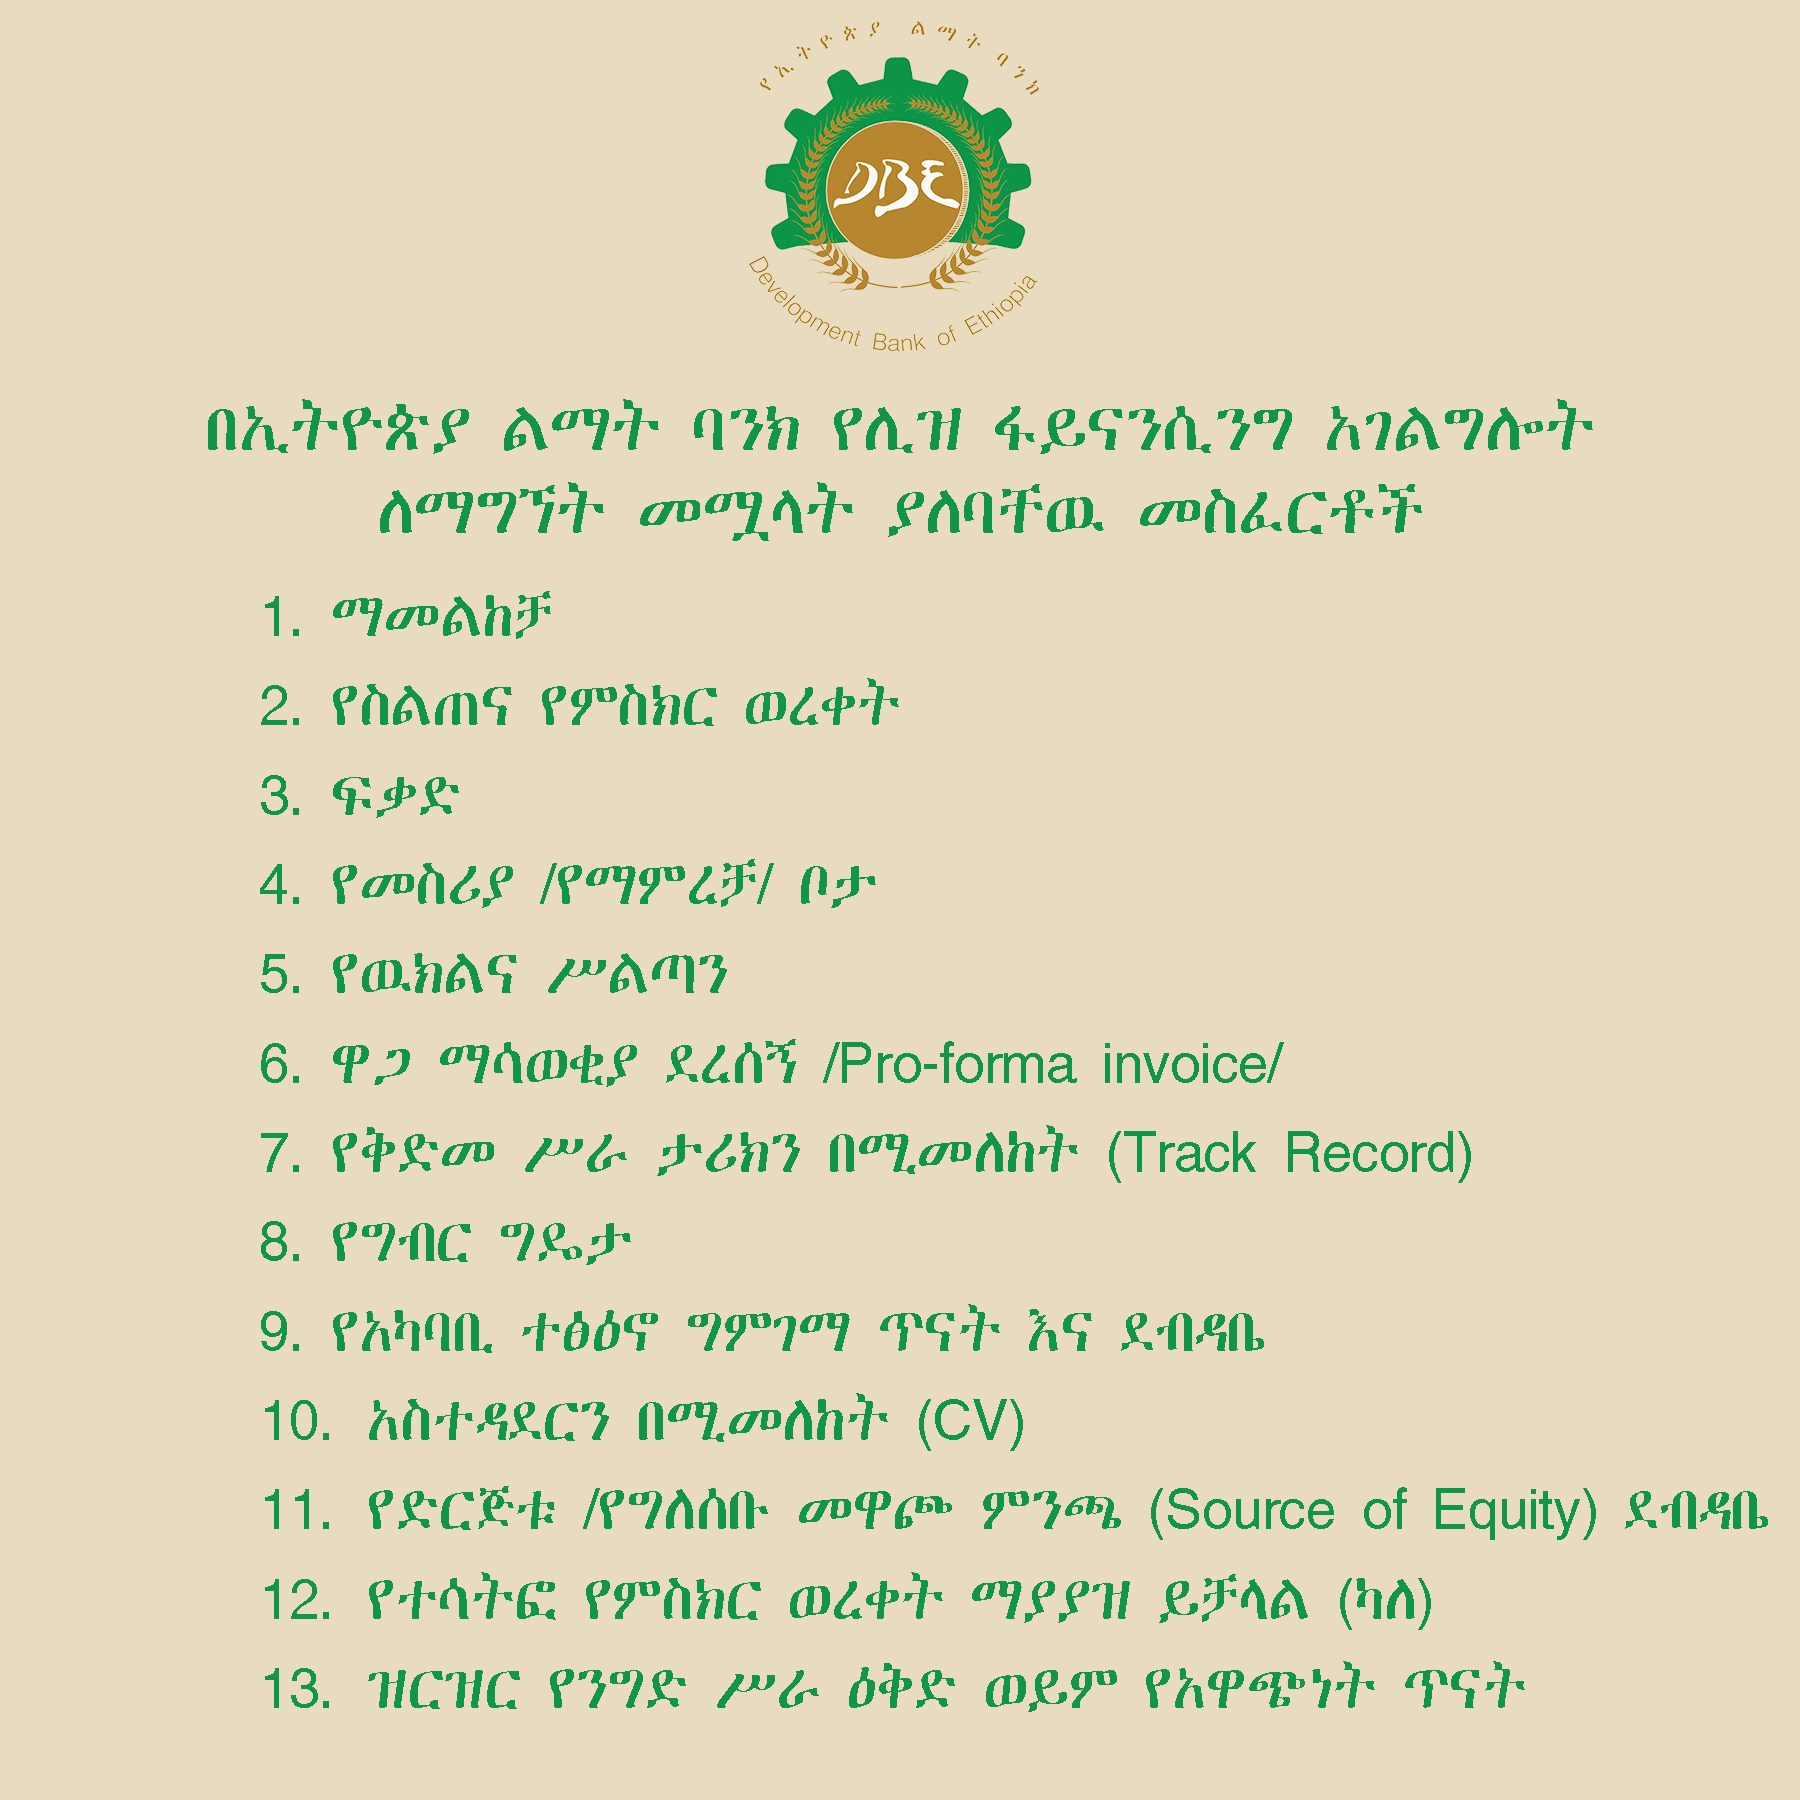 የኢትዮጵያ ልማት ባንክ
DBE
Development Bank of Ethiopia
በኢትዮጵያ ልማት ባንክ የሊዝ ፋይናንሲንግ አገልግሎት
ለማግኘት መሟላት ያለባቸዉ መስፈርቶች
1. ማመልከቻ
2. የስልጠና የምስክር ወረቀት
3. ፍቃድ
4. የመስሪያ /የማምረቻ/ ቦታ
5. የዉክልና ሥልጣን
6. ዋጋ ማሳወቂያ ደረሰኝ /Pro-forma invoice/
7. የቅድመ ሥራ ታሪክን በሚመለከት (Track Record)
8. የግብር ግዴታ
9. የአካባቢ ተፅዕኖ ግምገማ ጥናት እና ደብዳቤ
10. አስተዳደርን በሚመለከት (CV)
11. የድርጅቱ /የግለሰቡ መዋጮ ምንጫ (Source of Equity) ደብዳቤ
12. የተሳትፎ የምስክር ወረቀት ማያያዝ ይቻላል (ካለ)
13. ዝርዝር የንግድ ሥራ ዕቅድ ወይም የአዋጭነት ጥናት